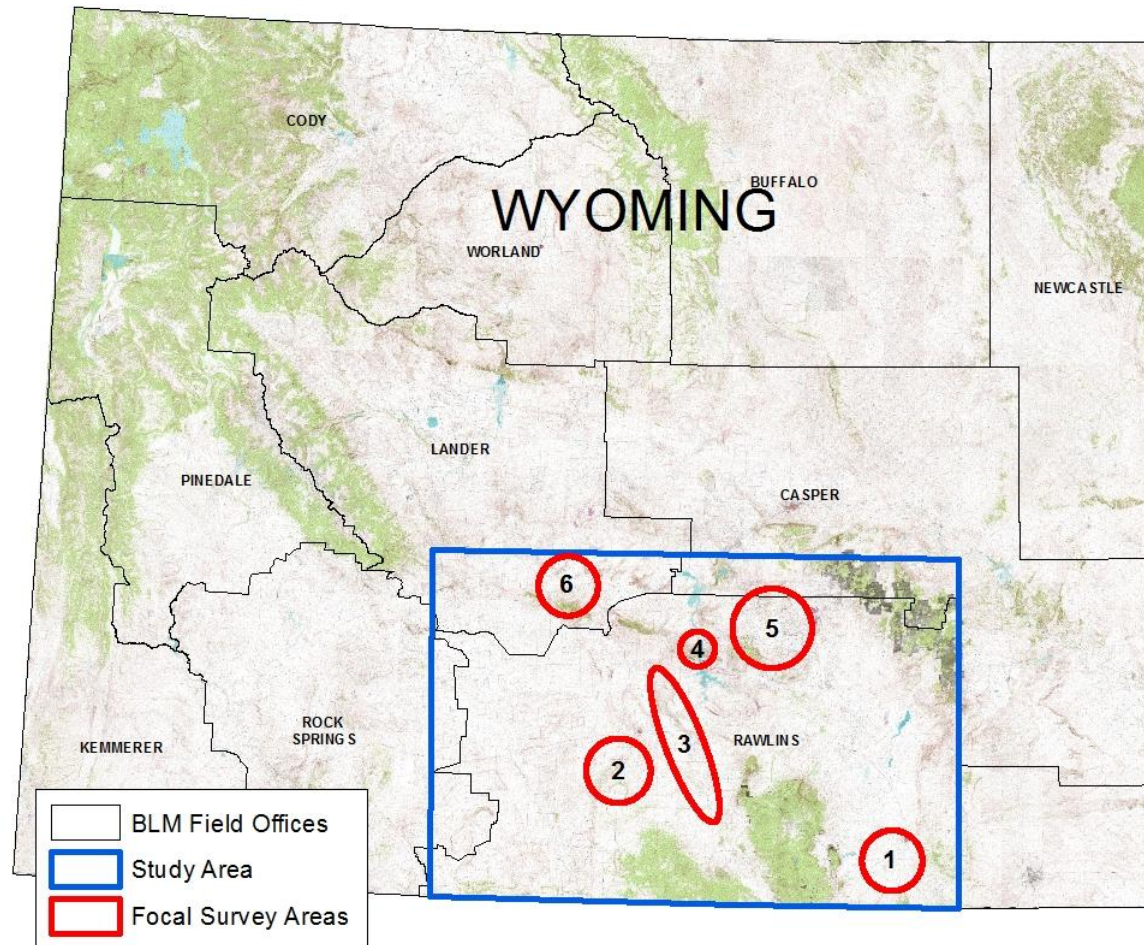 CODY
WYOMING
BUFFALO
WORLAND
NEWCASTLE
LANDER
PINEDALE
CASPER
6
5
4
ROCK
SPRINGS
KEMMERER
3
RAWLINS
2
1
BLM Field Offices
Study Area
Focal Survey Areas